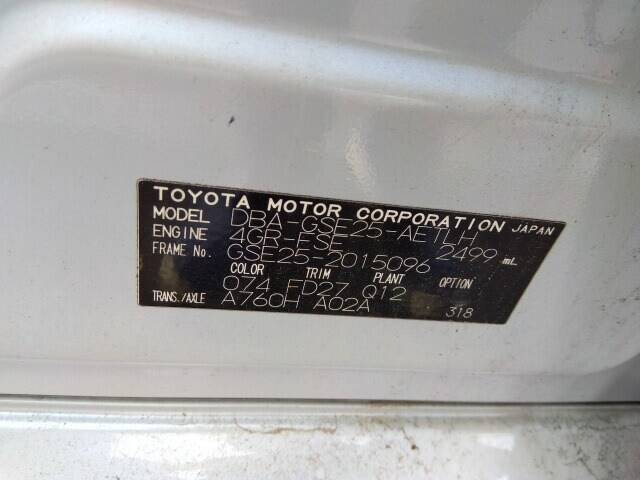 TOYOTA MOTOR CORPORATION JAPAN
MODEL DBA-GSE25-AETLH
ENGINE 4GR-FSE 2499 mL
FRAME No. GSE25-2015096
COLOR TRIM PLANT OPTION
074 FD27 Q12
TRANS./AXLE A760H A02A 318